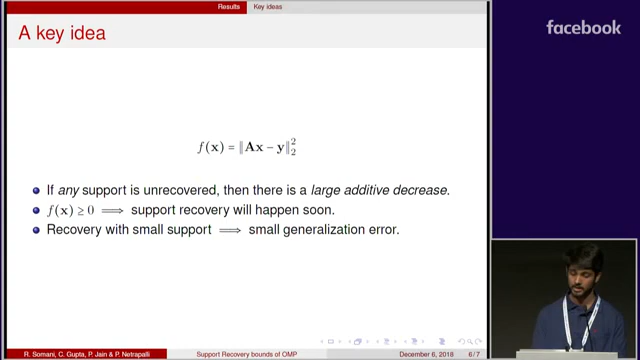 Results Key ideas
A key idea
facebook
f(x) = ‖Ax − y‖₂²
If any support is unrecovered, then there is a large additive decrease.
f(x) ≥ 0 ⟹ support recovery will happen soon.
Recovery with small support ⟹ small generalization error.
R. Somani, C. Gupta, P. Jain & P. Netrapalli Support Recovery bounds of OMP December 6, 2018 6/7